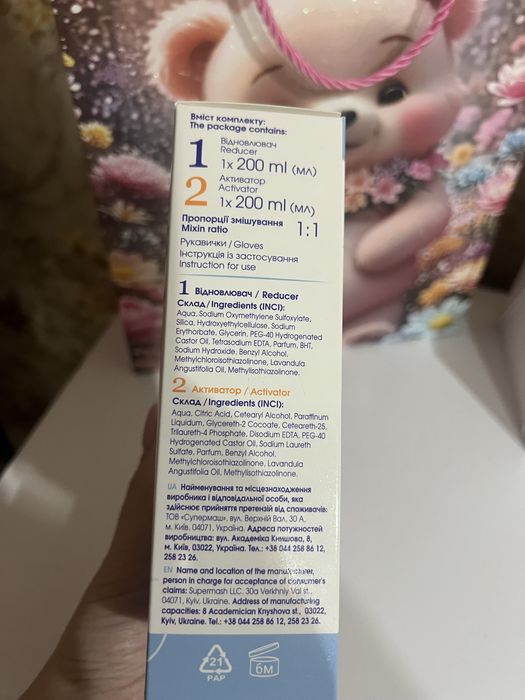 Вміст комплекту:
The package contains:
1 Відновлювач
Reducer
1x 200 ml (мл)
2 Активатор
Activator
1x 200 ml (мл)
Пропорції змішування
Mixin ratio 1:1
Рукавички / Gloves
Інструкція із застосування
Instruction for use
1 Відновлювач / Reducer
Склад/Ingredients (INCI):
Aqua, Sodium Oxymethylene Sulfoxylate,
Silica, Hydroxyethylcellulose, Sodium
Erythorbate, Glycerin, PEG-40 Hydrogenated
Castor Oil, Tetrasodium EDTA, Parfum, BHT,
Sodium Hydroxide, Benzyl Alcohol,
Methylchloroisothiazolinone, Lavandula
Angustifolia Oil, Methylisothiazolinone.
2 Активатор / Activator
Склад/Ingredients (INCI):
Aqua, Citric Acid, Cetearyl Alcohol, Paraffinum
Liquidum, Glycereth-2 Cocoate, Ceteareth-25,
Trilaureth-4 Phosphate, Disodium EDTA, PEG-40
Hydrogenated Castor Oil, Sodium Laureth
Sulfate, Parfum, Benzyl Alcohol,
Methylchloroisothiazolinone, Lavandula
Angustifolia Oil, Methylisothiazolinone.
UA Найменування та місцезнаходження
виробника і відповідальної особи, яка
здійснює прийняття претензій від споживачів:
ТОВ «Супермаш», вул. Верхній Вал, 30 А,
м. Київ, 04071, Україна. Адреса потужностей
виробництва: вул. Академіка Книшова, 8,
м. Київ, 03022, Україна. Тел.: +38 044 258 86 12,
258 23 26.
EN Name and location of the manufacturer,
person in charge for acceptance of consumer's
claims: Supermash LLC, 30a Verkhniy Val st.,
04071, Kyiv, Ukraine. Address of manufacturing
capacities: 8 Academician Knyshova st., 03022,
Kyiv, Ukraine. Tel.: +38 044 258 86 12, 258 23 26.
21
PAP
6м